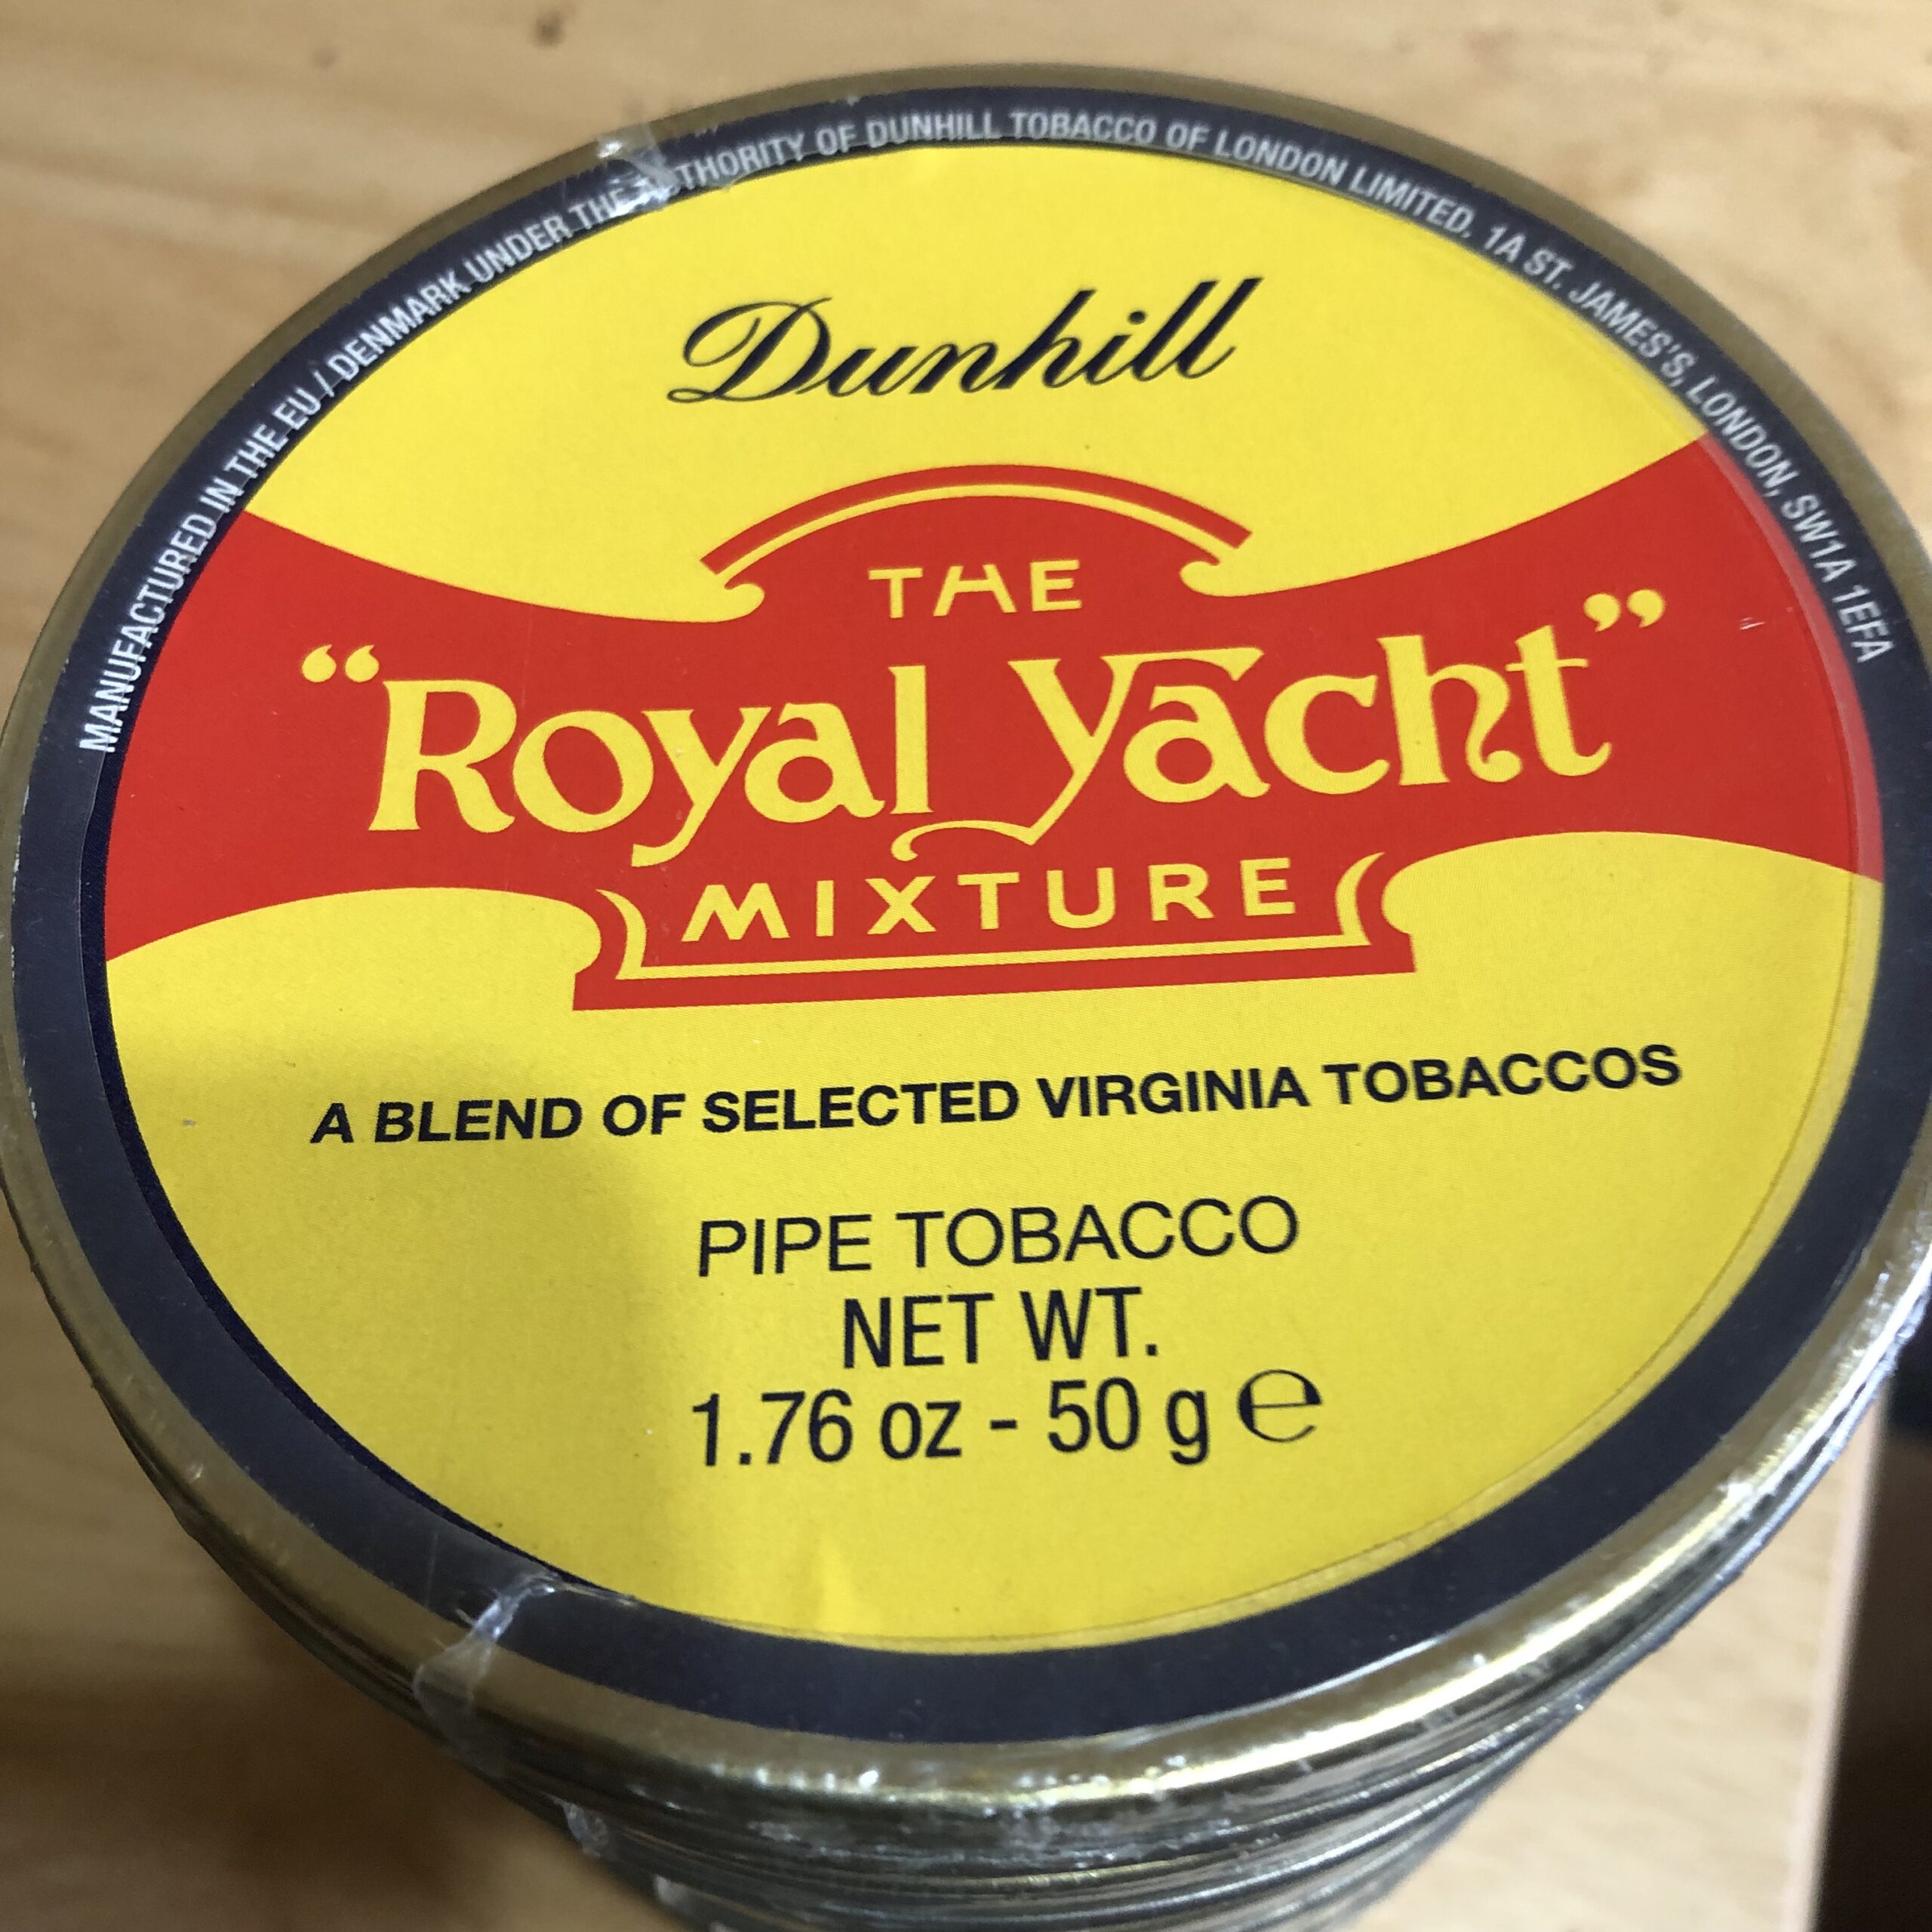 MANUFACTURED IN THE EU / DENMARK UNDER THE AUTHORITY OF DUNHILL TOBACCO OF LONDON LIMITED, 1A ST. JAMES'S, LONDON, SW1A 1EFA
Dunhill
THE
“Royal Yacht”
MIXTURE
A BLEND OF SELECTED VIRGINIA TOBACCOS
PIPE TOBACCO
NET WT.
1.76 oz - 50 g ℮